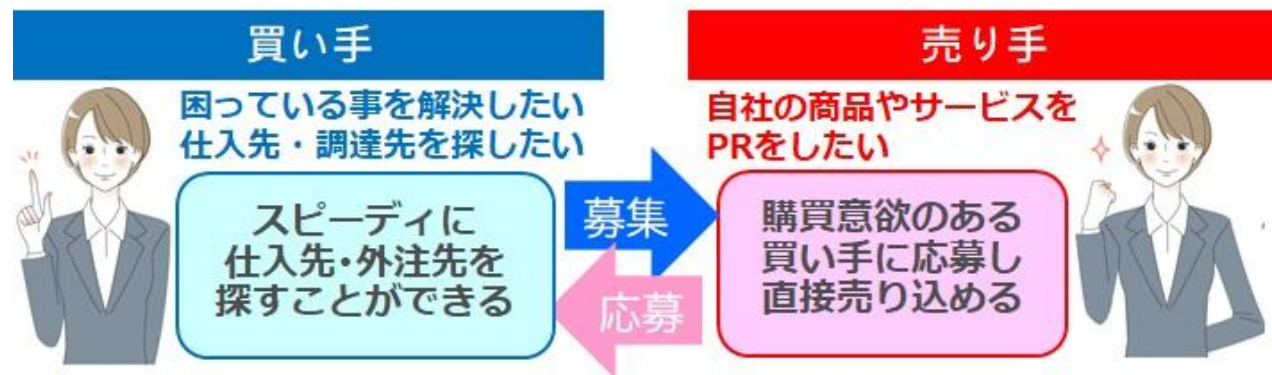 買い手
困っている事を解決したい
仕入先・調達先を探したい
スピーディに
仕入先・外注先を
探すことができる
募集
応募
売り手
自社の商品やサービスを
PRをしたい
購買意欲のある
買い手に応募し
直接売り込める